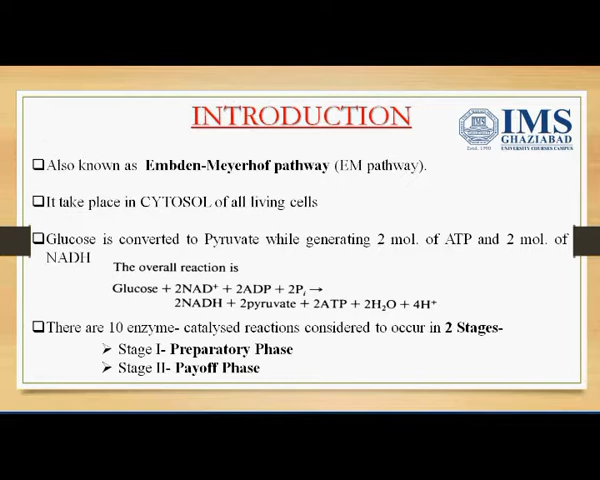 INTRODUCTION
IMS
GHAZIABAD
UNIVERSITY COURSES CAMPUS
Estd. 1990
❑Also known as Embden-Meyerhof pathway (EM pathway).
❑It take place in CYTOSOL of all living cells
❑Glucose is converted to Pyruvate while generating 2 mol. of ATP and 2 mol. of
NADH
The overall reaction is
Glucose + 2NAD⁺ + 2ADP + 2Pᵢ →
2NADH + 2pyruvate + 2ATP + 2H₂O + 4H⁺
❑There are 10 enzyme- catalysed reactions considered to occur in 2 Stages-
➢ Stage I- Preparatory Phase
➢ Stage II- Payoff Phase